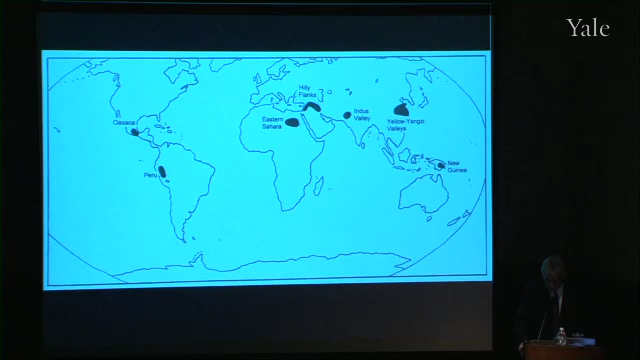 Yale
Hilly
Flanks
Oaxaca
Eastern
Sahara
Indus
Valley
Yellow-Yangzi
Valleys
Peru
New
Guinea